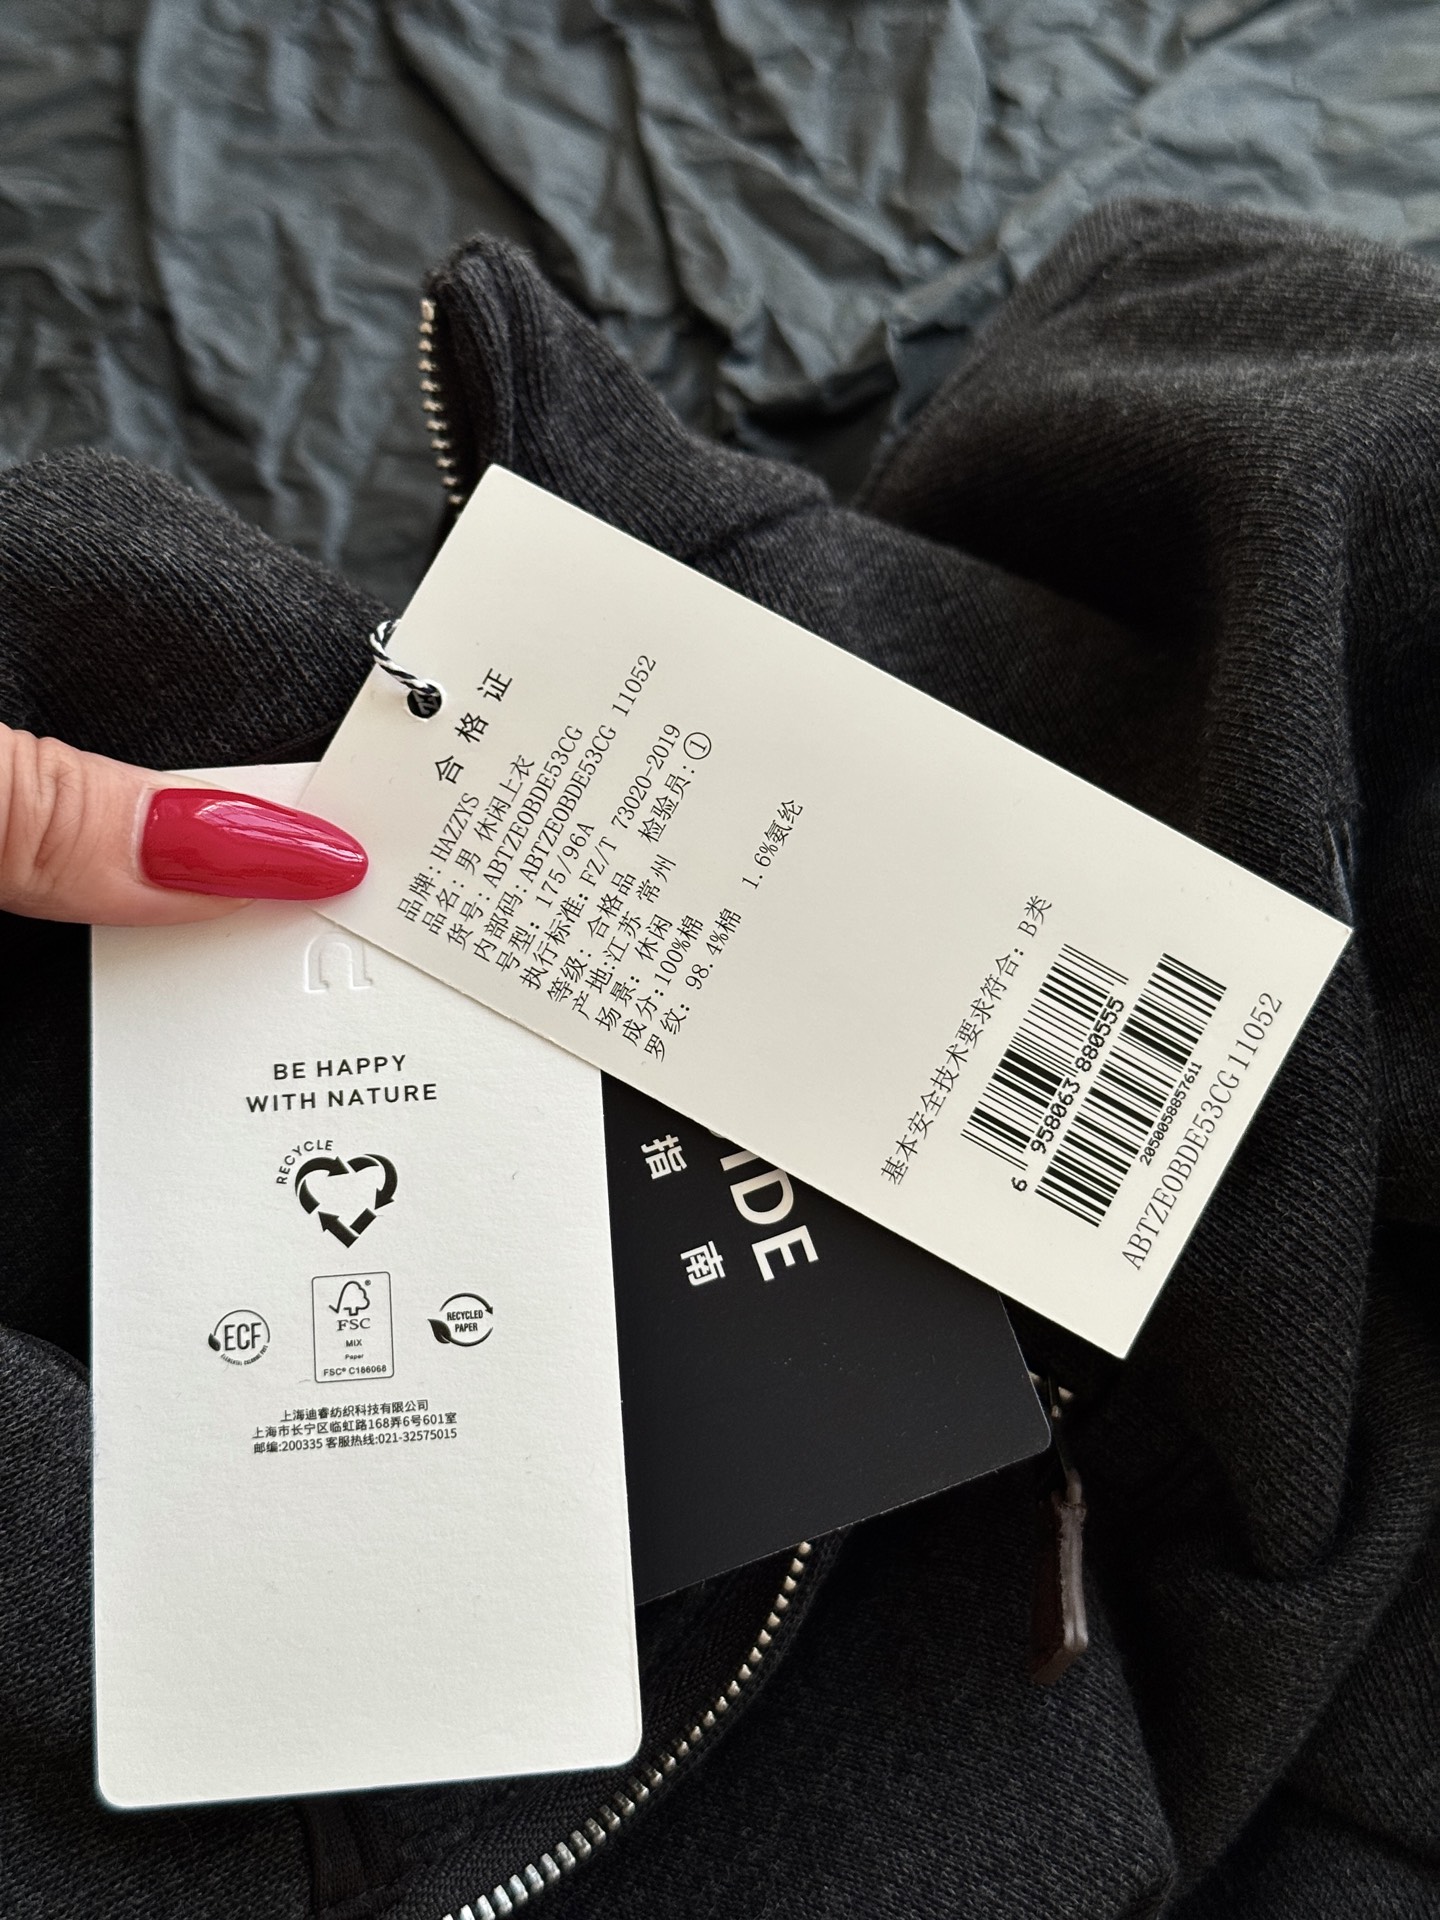 合格证
品牌: HAZZYS
品名: 男 休闲上衣
货号: ABTZE0BDE53CG
内部码: ABTZE0BDE53CG 11052
号型: 175/96A
执行标准: FZ/T 73020-2019
等级: 合格品 检验员: ①
产地: 江苏 常州
场景: 休闲
成分: 100%棉
罗纹: 98.4%棉 1.6%氨纶
基本安全技术要求符合: B类
6 958063 880555
2050058857611
ABTZE0BDE53CG11052
BE HAPPY
WITH NATURE
RECYCLE
ECF
FSC
MIX
Paper
FSC® C186068
RECYCLED
PAPER
上海迪睿纺织科技有限公司
上海市长宁区临虹路168弄6号601室
邮编:200335 客服热线:021-32575015
指南